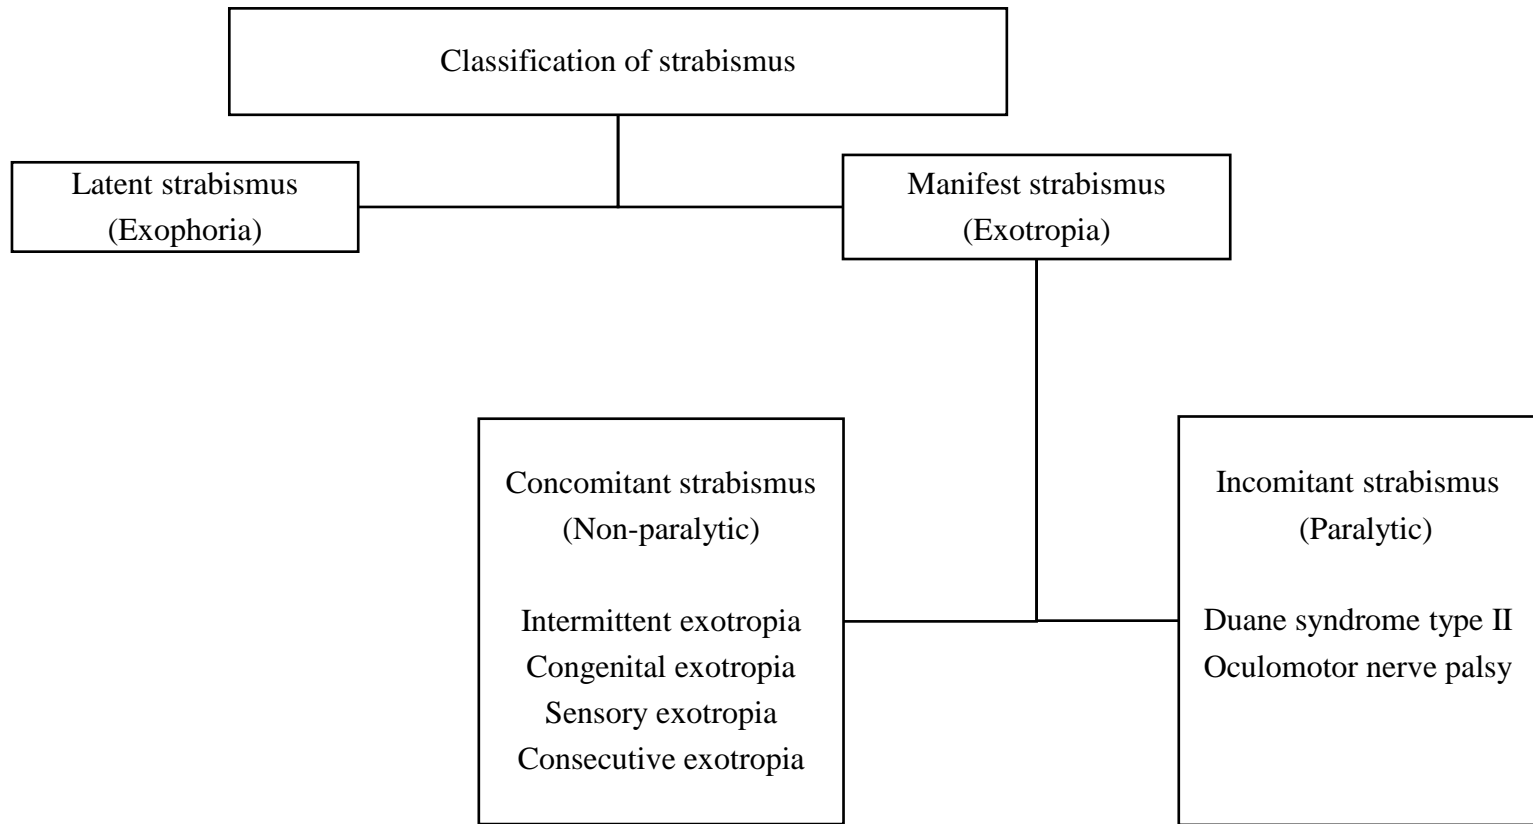 Classification of strabismus
Latent strabismus
(Exophoria)
Manifest strabismus
(Exotropia)
Concomitant strabismus
(Non-paralytic)
Intermittent exotropia
Congenital exotropia
Sensory exotropia
Consecutive exotropia
Incomitant strabismus
(Paralytic)
Duane syndrome type II
Oculomotor nerve palsy